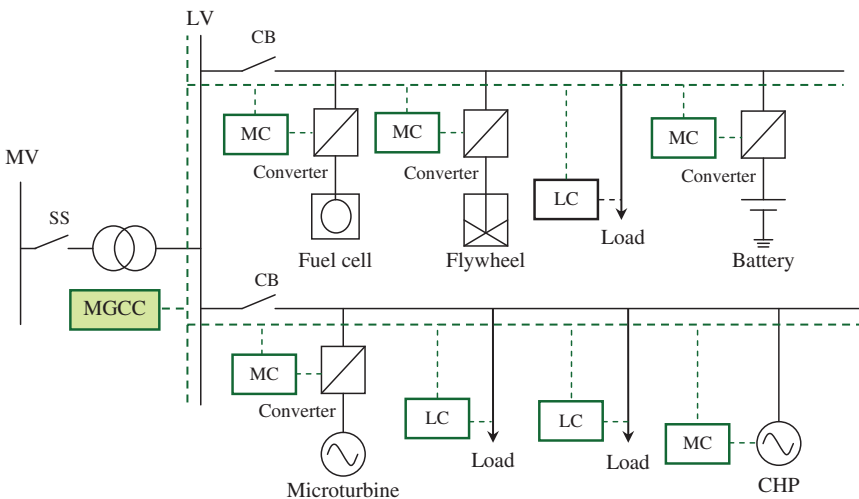 LV
CB
MC
MC
MC
Converter
Converter
Converter
MV
LC
SS
Load
Fuel cell
Flywheel
Battery
CB
MGCC
MC
Converter
LC
LC
MC
Load
Load
Microturbine
CHP